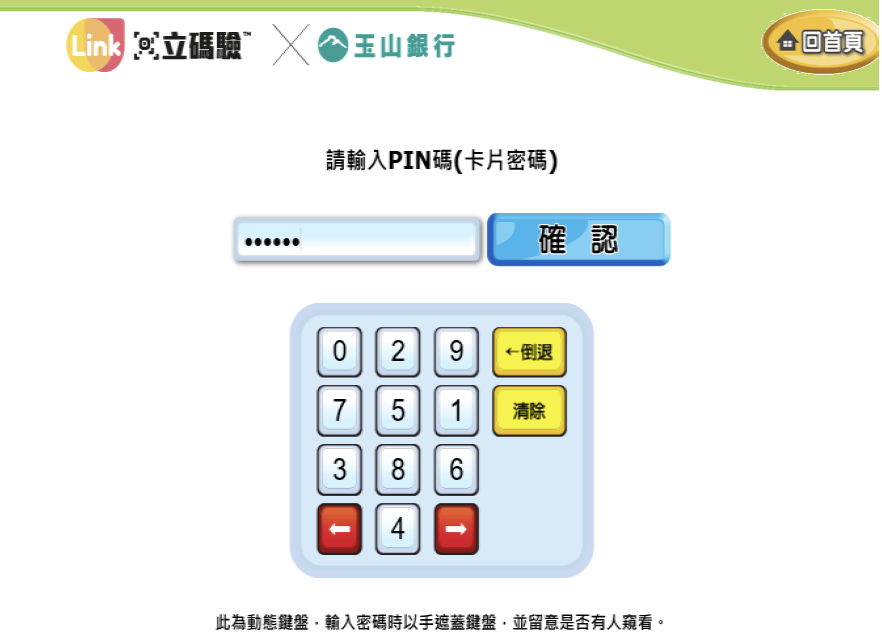 Link 立碼驗™ 玉山銀行 回首頁
請輸入PIN碼(卡片密碼)
•••••• 確認
0 2 9 ←倒退
7 5 1 清除
3 8 6
← 4 →
此為動態鍵盤，輸入密碼時以手遮蓋鍵盤，並留意是否有人窺看。